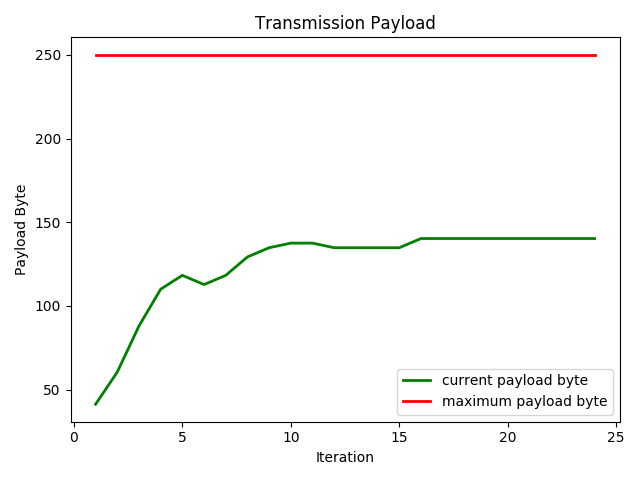 Transmission Payload
250
200
150
100
50
Payload Byte
current payload byte
maximum payload byte
0
5
10
15
20
25
Iteration